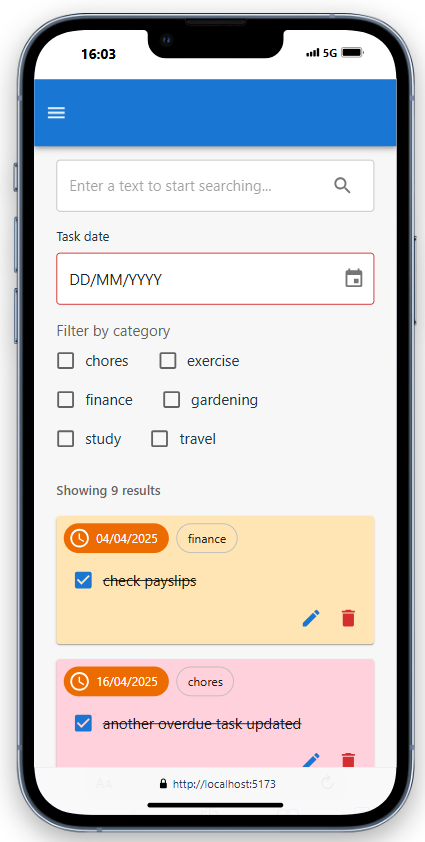 16:03
5G
Enter a text to start searching...
Task date
DD/MM/YYYY
Filter by category
chores exercise
finance gardening
study travel
Showing 9 results
04/04/2025 finance
check payslips
16/04/2025 chores
another overdue task updated
AA http://localhost:5173